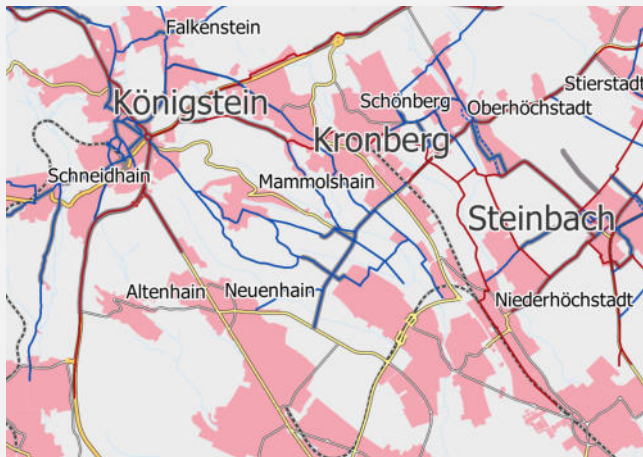 Falkenstein
Königstein
Schönberg
Stierstadt
Oberhöchstadt
Kronberg
Schneidhain
Mammolshain
Steinbach
Altenhain
Neuenhain
Niederhöchstadt